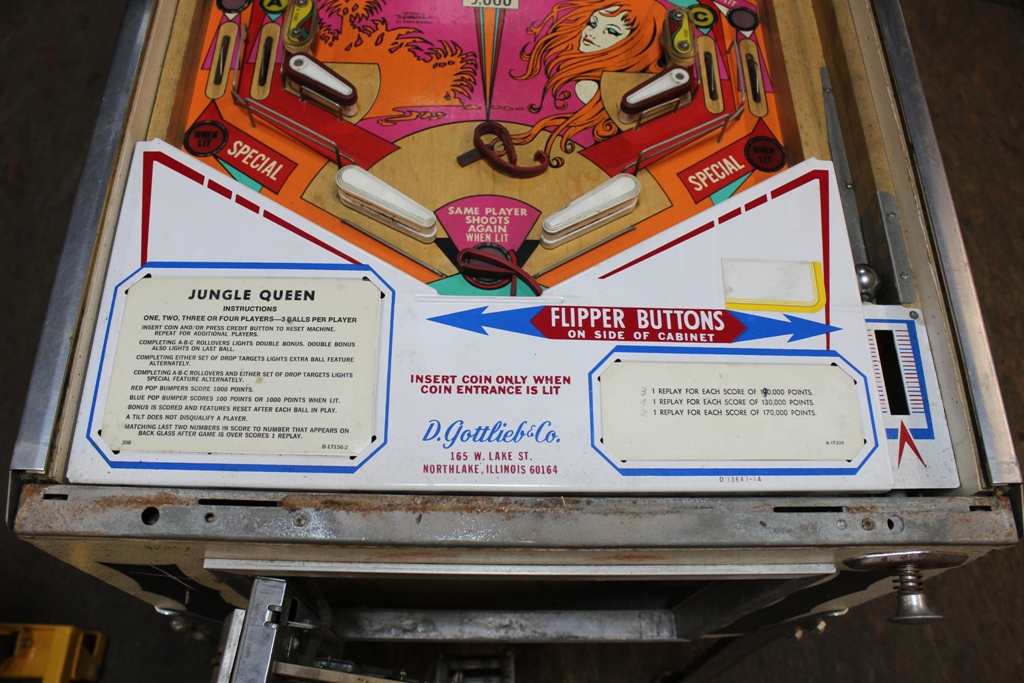 5,000
A
C
WHEN LIT
SPECIAL
SPECIAL
WHEN LIT
SAME PLAYER
SHOOTS
AGAIN
WHEN LIT
JUNGLE QUEEN
INSTRUCTIONS
ONE, TWO, THREE OR FOUR PLAYERS—3 BALLS PER PLAYER
INSERT COIN AND/OR PRESS CREDIT BUTTON TO RESET MACHINE.
REPEAT FOR ADDITIONAL PLAYERS.
COMPLETING A-B-C ROLLOVERS LIGHTS DOUBLE BONUS. DOUBLE BONUS
ALSO LIGHTS ON LAST BALL.
COMPLETING EITHER SET OF DROP TARGETS LIGHTS EXTRA BALL FEATURE
ALTERNATELY.
COMPLETING A-B-C ROLLOVERS AND EITHER SET OF DROP TARGETS LIGHTS
SPECIAL FEATURE ALTERNATELY.
RED POP BUMPERS SCORE 1000 POINTS.
BLUE POP BUMPERS SCORE 100 POINTS OR 1000 POINTS WHEN LIT.
BONUS IS SCORED AND FEATURES RESET AFTER EACH BALL IN PLAY.
A TILT DOES NOT DISQUALIFY A PLAYER.
MATCHING LAST TWO NUMBERS IN SCORE TO NUMBER THAT APPEARS ON
BACK GLASS AFTER GAME IS OVER SCORES 1 REPLAY.
398 B-17156-2
FLIPPER BUTTONS
ON SIDE OF CABINET
INSERT COIN ONLY WHEN
COIN ENTRANCE IS LIT
D. Gottlieb & Co.
165 W. LAKE ST.
NORTHLAKE, ILLINOIS 60164
1 REPLAY FOR EACH SCORE OF POINTS.
1 REPLAY FOR EACH SCORE OF 130,000 POINTS.
1 REPLAY FOR EACH SCORE OF 170,000 POINTS.
D 13641-1A